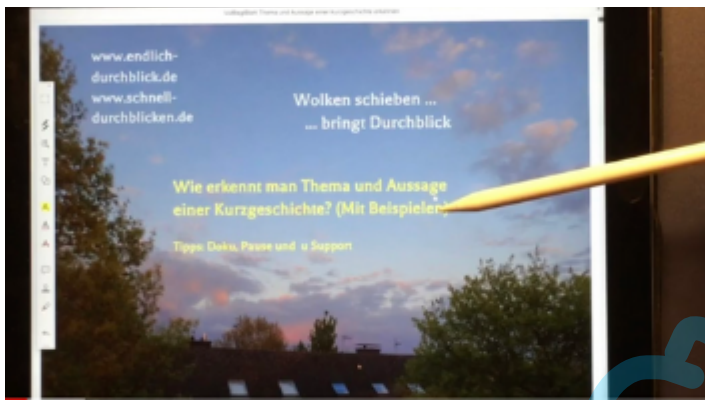 www.endlich-
durchblick.de
www.schnell-
durchblicken.de
Wolken schieben ...
.... bringt Durchblick
Wie erkennt man Thema und Aussage
einer Kurzgeschichte? (Mit Beispielen)
Tipps: Doku, Pause und u Support